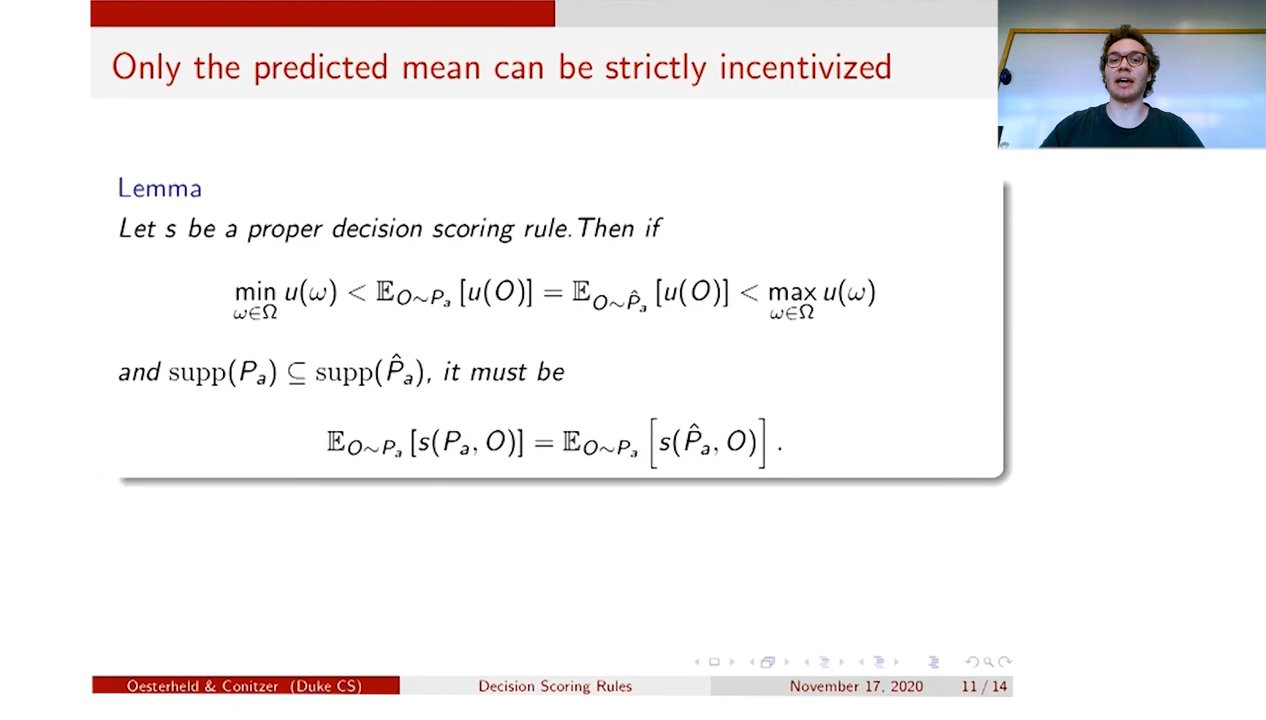 Only the predicted mean can be strictly incentivized
Lemma
Let s be a proper decision scoring rule.Then if
min_{ω∈Ω} u(ω) < 𝔼_{O∼P_a} [u(O)] = 𝔼_{O∼P̂_a} [u(O)] < max_{ω∈Ω} u(ω)
and supp(P_a) ⊆ supp(P̂_a), it must be
𝔼_{O∼P_a} [s(P_a, O)] = 𝔼_{O∼P_a} [s(P̂_a, O)] .
Oesterheld & Conitzer (Duke CS) Decision Scoring Rules November 17, 2020 11 / 14